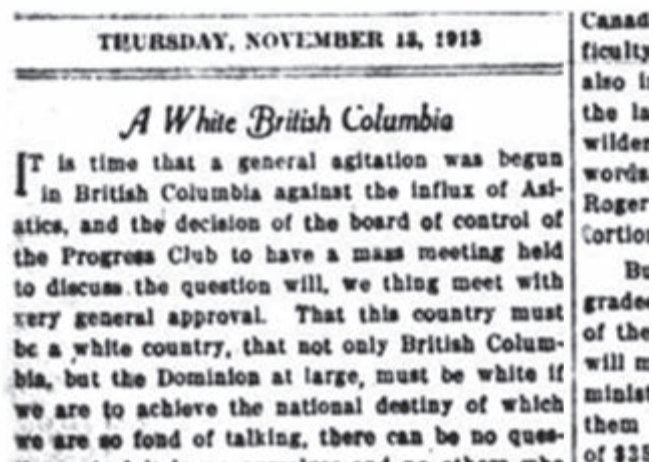 THURSDAY, NOVEMBER 13, 1913
A White British Columbia
IT is time that a general agitation was begun
in British Columbia against the influx of Asi-
atics, and the decision of the board of control of
the Progress Club to have a mass meeting held
to discuss the question will, we thing meet with
very general approval. That this country must
be a white country, that not only British Colum-
bia, but the Dominion at large, must be white if
we are to achieve the national destiny of which
we are so fond of talking, there can be no ques-
Canad
ficulty
also i
the la
wilder
words
Roger
Cortion
Bu
grade
of the
will m
minist
them
of $35